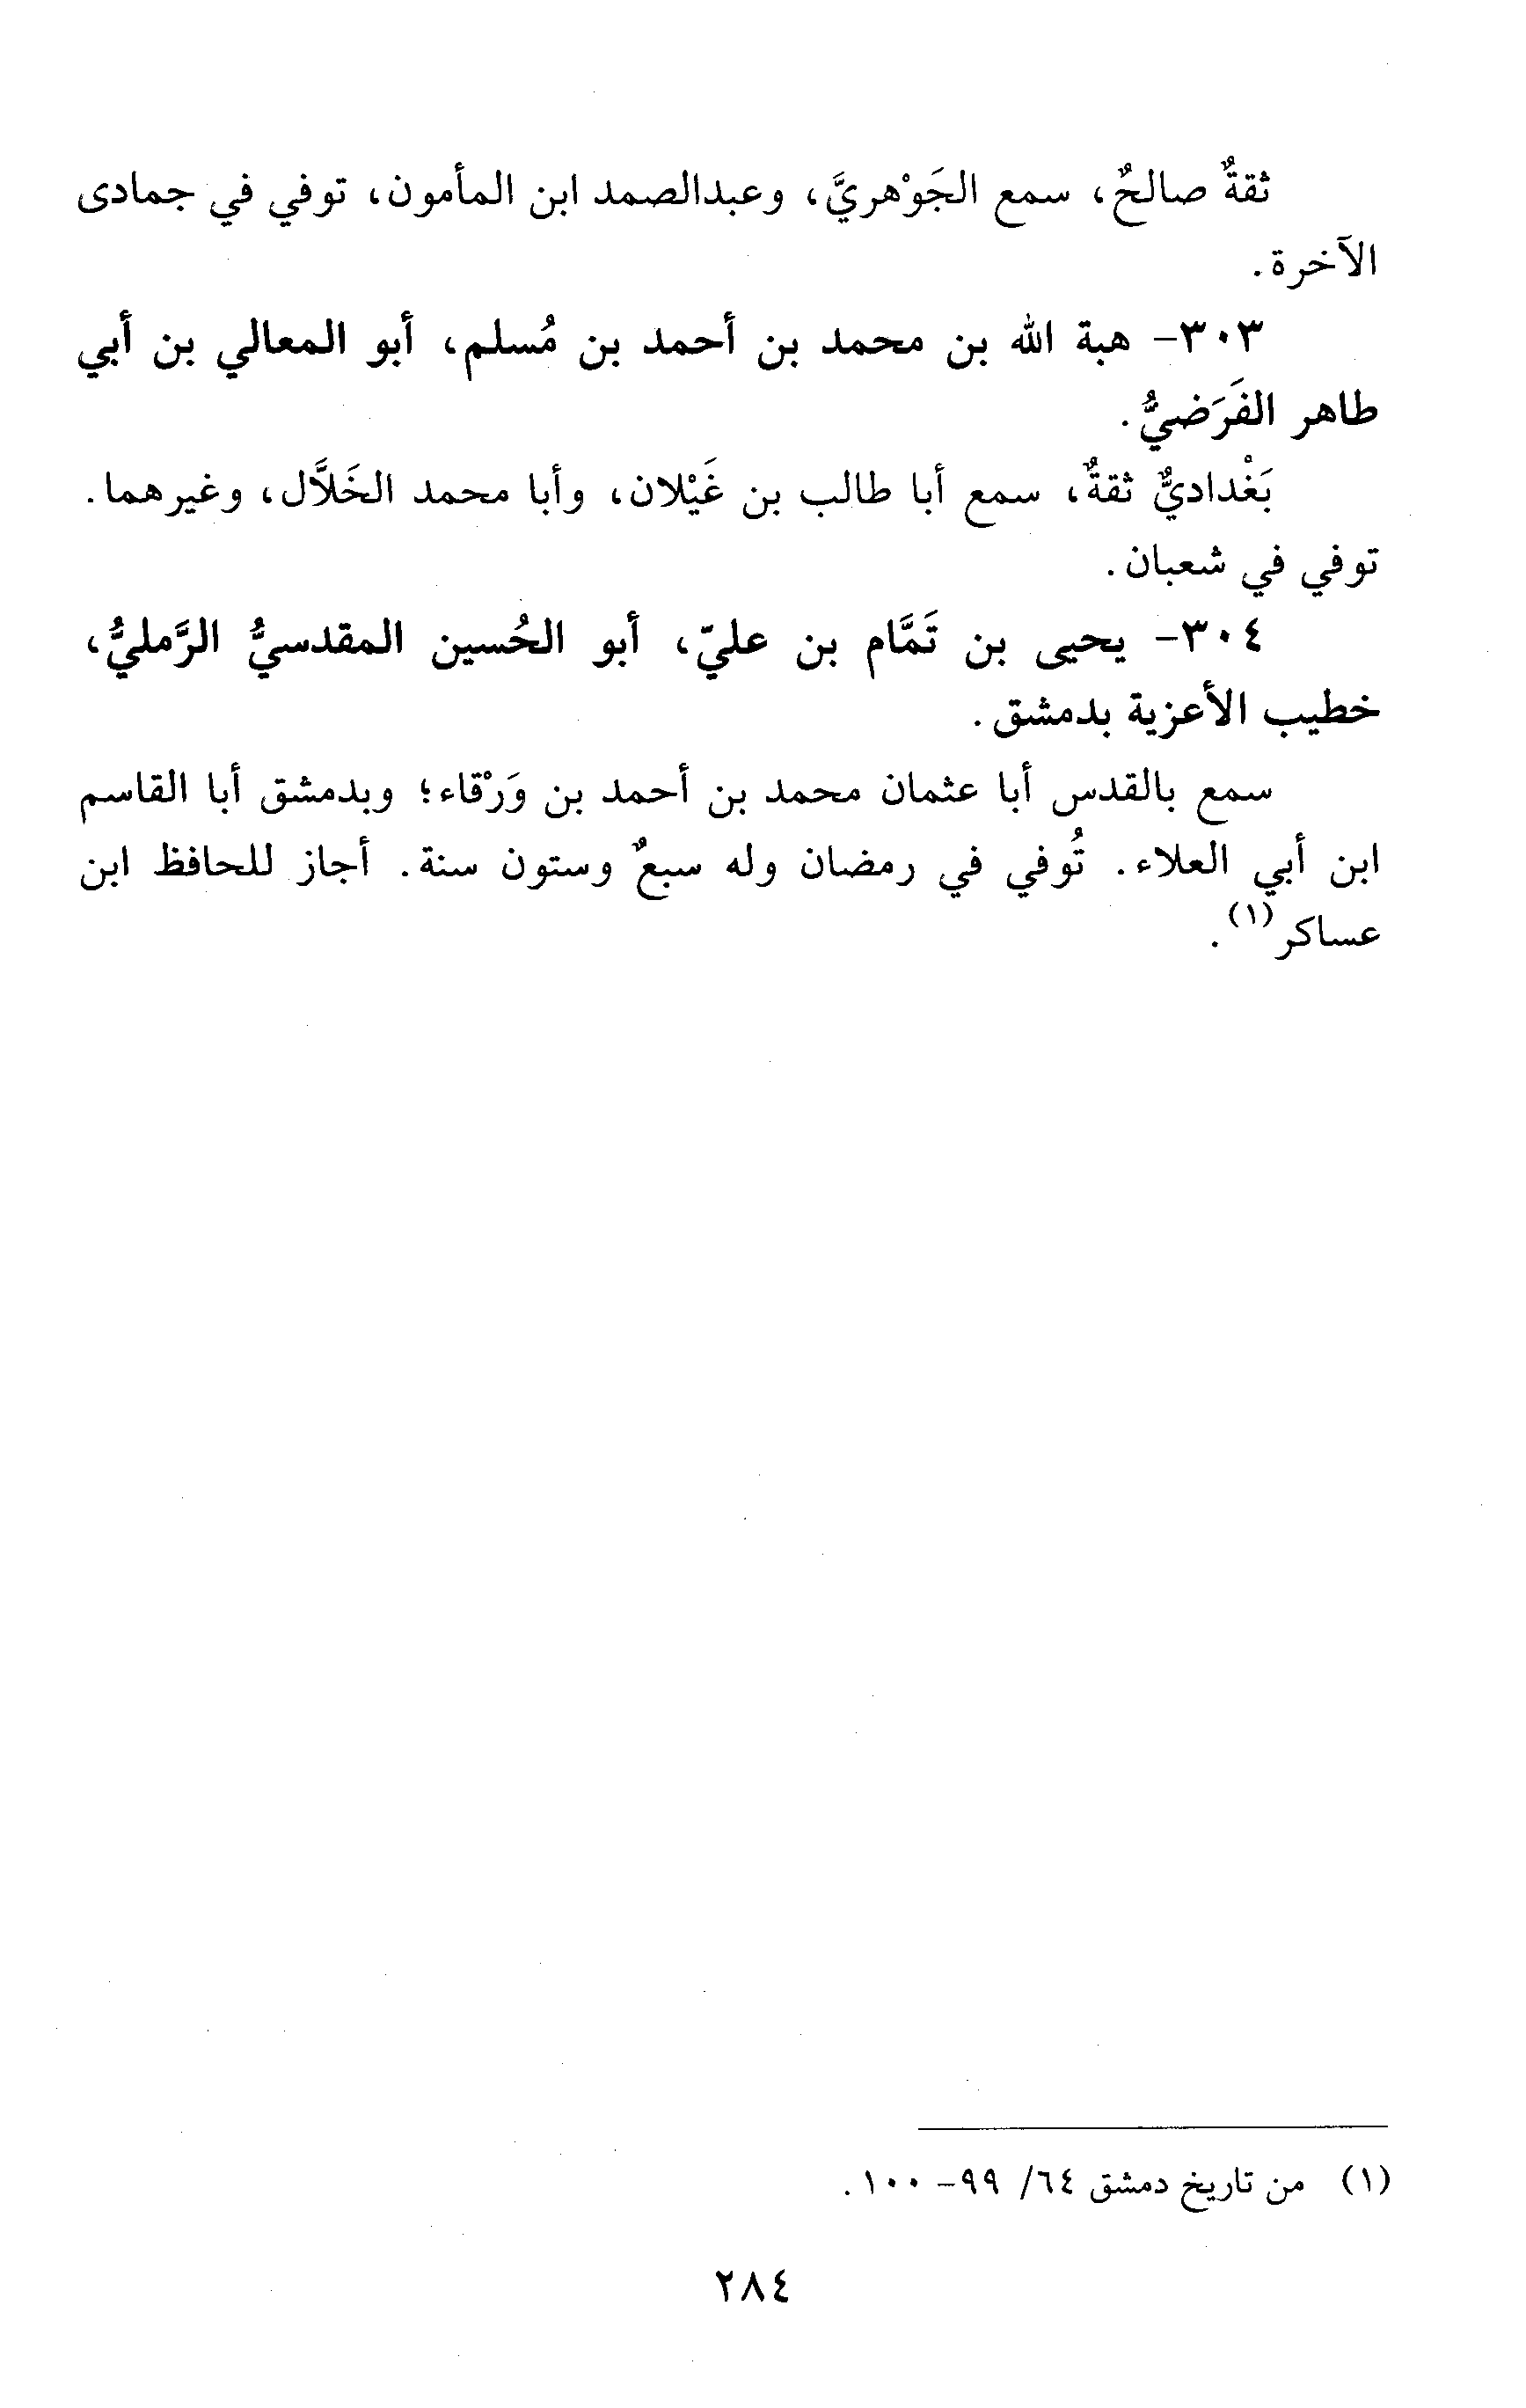 ثقةٌ صالحٌ، سمع الجَوْهريَّ، وعبدالصمد ابن المأمون، توفي في جمادى
الآخرة.
٣٠٣- هبة الله بن محمد بن أحمد بن مُسلم، أبو المعالي بن أبي
طاهر الفَرَضيُّ.
بَغْداديٌّ ثقةٌ، سمع أبا طالب بن غَيْلان، وأبا محمد الخَلاَّل، وغيرهما.
توفي في شعبان.
٣٠٤- يحيى بن تَمَّام بن عليّ، أبو الحُسين المقدسيُّ الرَّمليُّ،
خطيب الأعزية بدمشق.
سمع بالقدس أبا عثمان محمد بن أحمد بن وَرْقاء؛ وبدمشق أبا القاسم
ابن أبي العلاء. تُوفي في رمضان وله سبعٌ وستون سنة. أجاز للحافظ ابن
عساكر(١).
(١) من تاريخ دمشق ٦٤/ ٩٩- ١٠٠.
٢٨٤